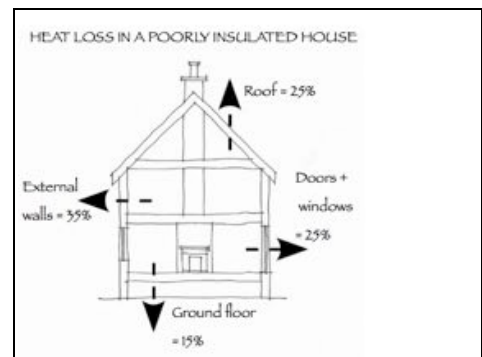 HEAT LOSS IN A POORLY INSULATED HOUSE
Roof = 25%
External
walls = 35%
Doors +
windows
= 25%
Ground floor
= 15%